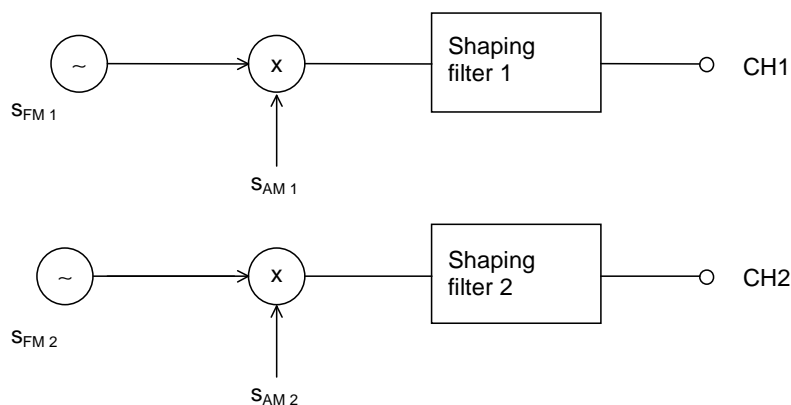 Shaping
filter 1
~
x
CH1
sFM 1
sAM 1
Shaping
filter 2
~
x
CH2
sFM 2
sAM 2